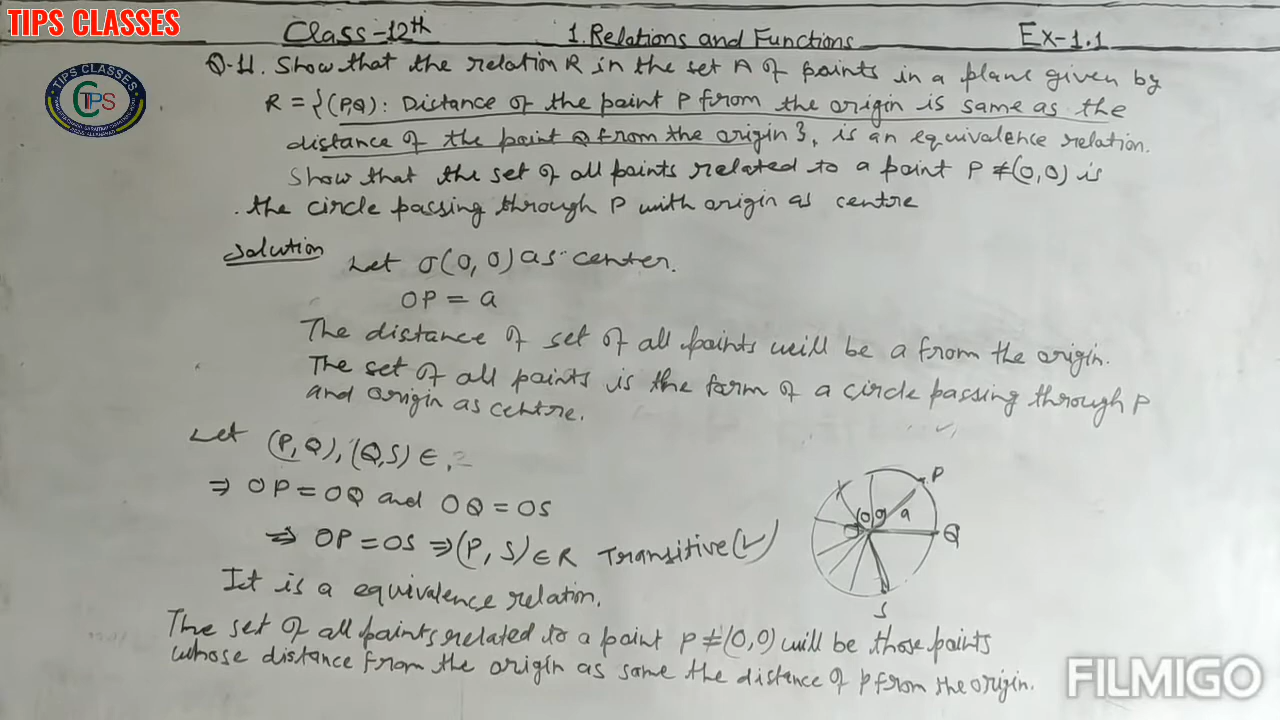 TIPS CLASSES
Class-12th 1. Relations and Functions Ex-1.1
TIPS CLASSES
TIPS
Q-11. Show that the relation R in the set A of points in a plane given by
R = {(P,Q): Distance of the point P from the origin is same as the
distance of the point Q from the origin}, is an equivalence relation.
Show that the set of all points related to a point P ≠ (0,0) is
the circle passing through P with origin as centre
Solution Let O(0,0) as center.
OP = a
The distance of set of all points will be a from the origin.
The set of all points is the form of a circle passing through P
and origin as centre.
Let (P,Q), (Q,S) ∈
⇒ OP = OQ and OQ = OS
⇒ OP = OS ⇒ (P, S) ∈ R Transitive (✓)
It is a equivalence relation.
P
a
Q
S
The set of all points related to a point P ≠ (0,0) will be those points
whose distance from the origin as same the distance of P from the origin.
FILMIGO